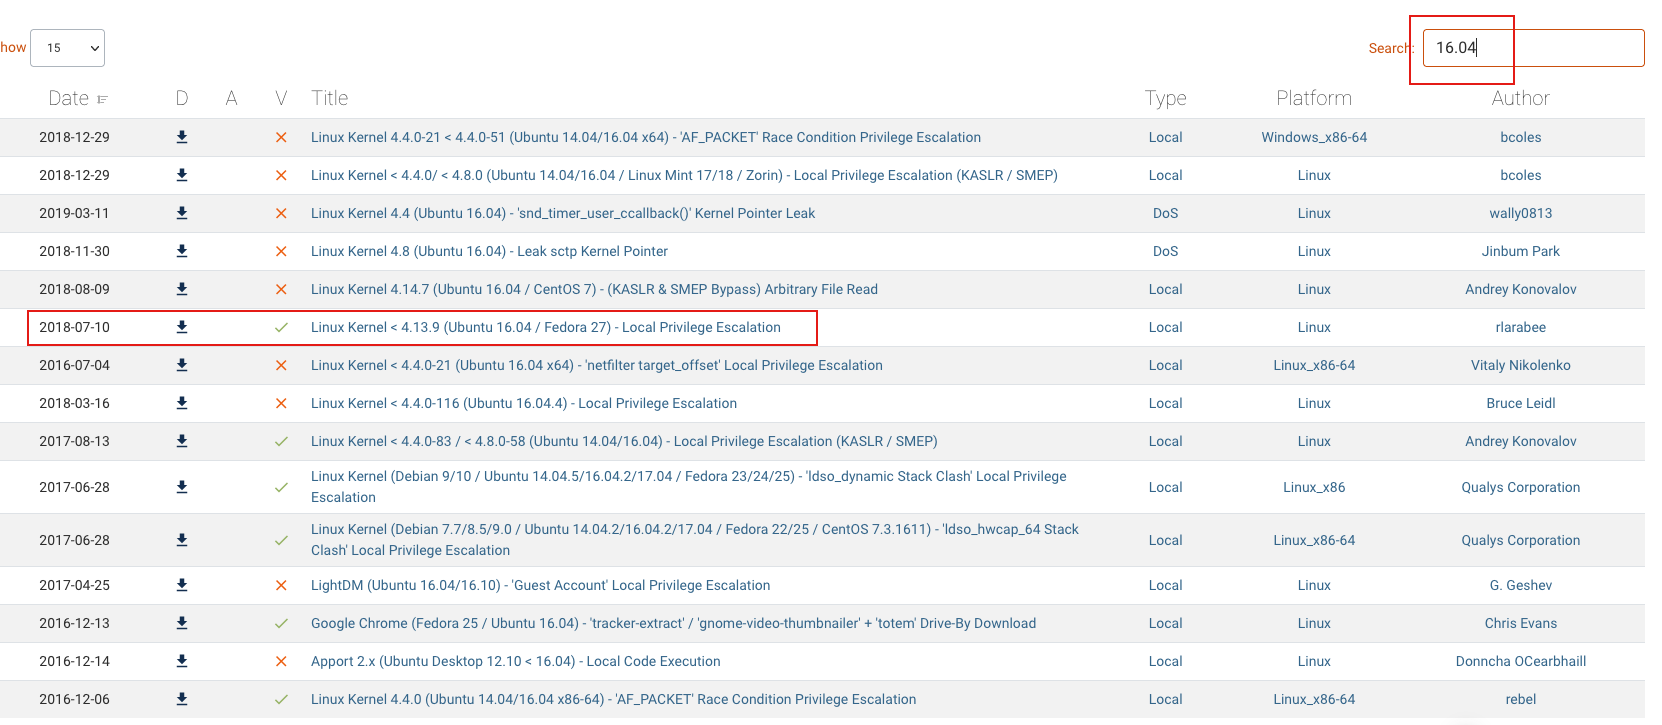 how 15 Search: 16.04
Date D A V Title Type Platform Author
2018-12-29 Linux Kernel 4.4.0-21 < 4.4.0-51 (Ubuntu 14.04/16.04 x64) - 'AF_PACKET' Race Condition Privilege Escalation Local Windows_x86-64 bcoles
2018-12-29 Linux Kernel < 4.4.0/ < 4.8.0 (Ubuntu 14.04/16.04 / Linux Mint 17/18 / Zorin) - Local Privilege Escalation (KASLR / SMEP) Local Linux bcoles
2019-03-11 Linux Kernel 4.4 (Ubuntu 16.04) - 'snd_timer_user_ccallback()' Kernel Pointer Leak DoS Linux wally0813
2018-11-30 Linux Kernel 4.8 (Ubuntu 16.04) - Leak sctp Kernel Pointer DoS Linux Jinbum Park
2018-08-09 Linux Kernel 4.14.7 (Ubuntu 16.04 / CentOS 7) - (KASLR & SMEP Bypass) Arbitrary File Read Local Linux Andrey Konovalov
2018-07-10 Linux Kernel < 4.13.9 (Ubuntu 16.04 / Fedora 27) - Local Privilege Escalation Local Linux rlarabee
2016-07-04 Linux Kernel < 4.4.0-21 (Ubuntu 16.04 x64) - 'netfilter target_offset' Local Privilege Escalation Local Linux_x86-64 Vitaly Nikolenko
2018-03-16 Linux Kernel < 4.4.0-116 (Ubuntu 16.04.4) - Local Privilege Escalation Local Linux Bruce Leidl
2017-08-13 Linux Kernel < 4.4.0-83 / < 4.8.0-58 (Ubuntu 14.04/16.04) - Local Privilege Escalation (KASLR / SMEP) Local Linux Andrey Konovalov
2017-06-28 Linux Kernel (Debian 9/10 / Ubuntu 14.04.5/16.04.2/17.04 / Fedora 23/24/25) - 'ldso_dynamic Stack Clash' Local Privilege
Escalation Local Linux_x86 Qualys Corporation
2017-06-28 Linux Kernel (Debian 7.7/8.5/9.0 / Ubuntu 14.04.2/16.04.2/17.04 / Fedora 22/25 / CentOS 7.3.1611) - 'ldso_hwcap_64 Stack
Clash' Local Privilege Escalation Local Linux_x86-64 Qualys Corporation
2017-04-25 LightDM (Ubuntu 16.04/16.10) - 'Guest Account' Local Privilege Escalation Local Linux G. Geshev
2016-12-13 Google Chrome (Fedora 25 / Ubuntu 16.04) - 'tracker-extract' / 'gnome-video-thumbnailer' + 'totem' Drive-By Download Local Linux Chris Evans
2016-12-14 Apport 2.x (Ubuntu Desktop 12.10 < 16.04) - Local Code Execution Local Linux Donncha OCearbhaill
2016-12-06 Linux Kernel 4.4.0 (Ubuntu 14.04/16.04 x86-64) - 'AF_PACKET' Race Condition Privilege Escalation Local Linux_x86-64 rebel